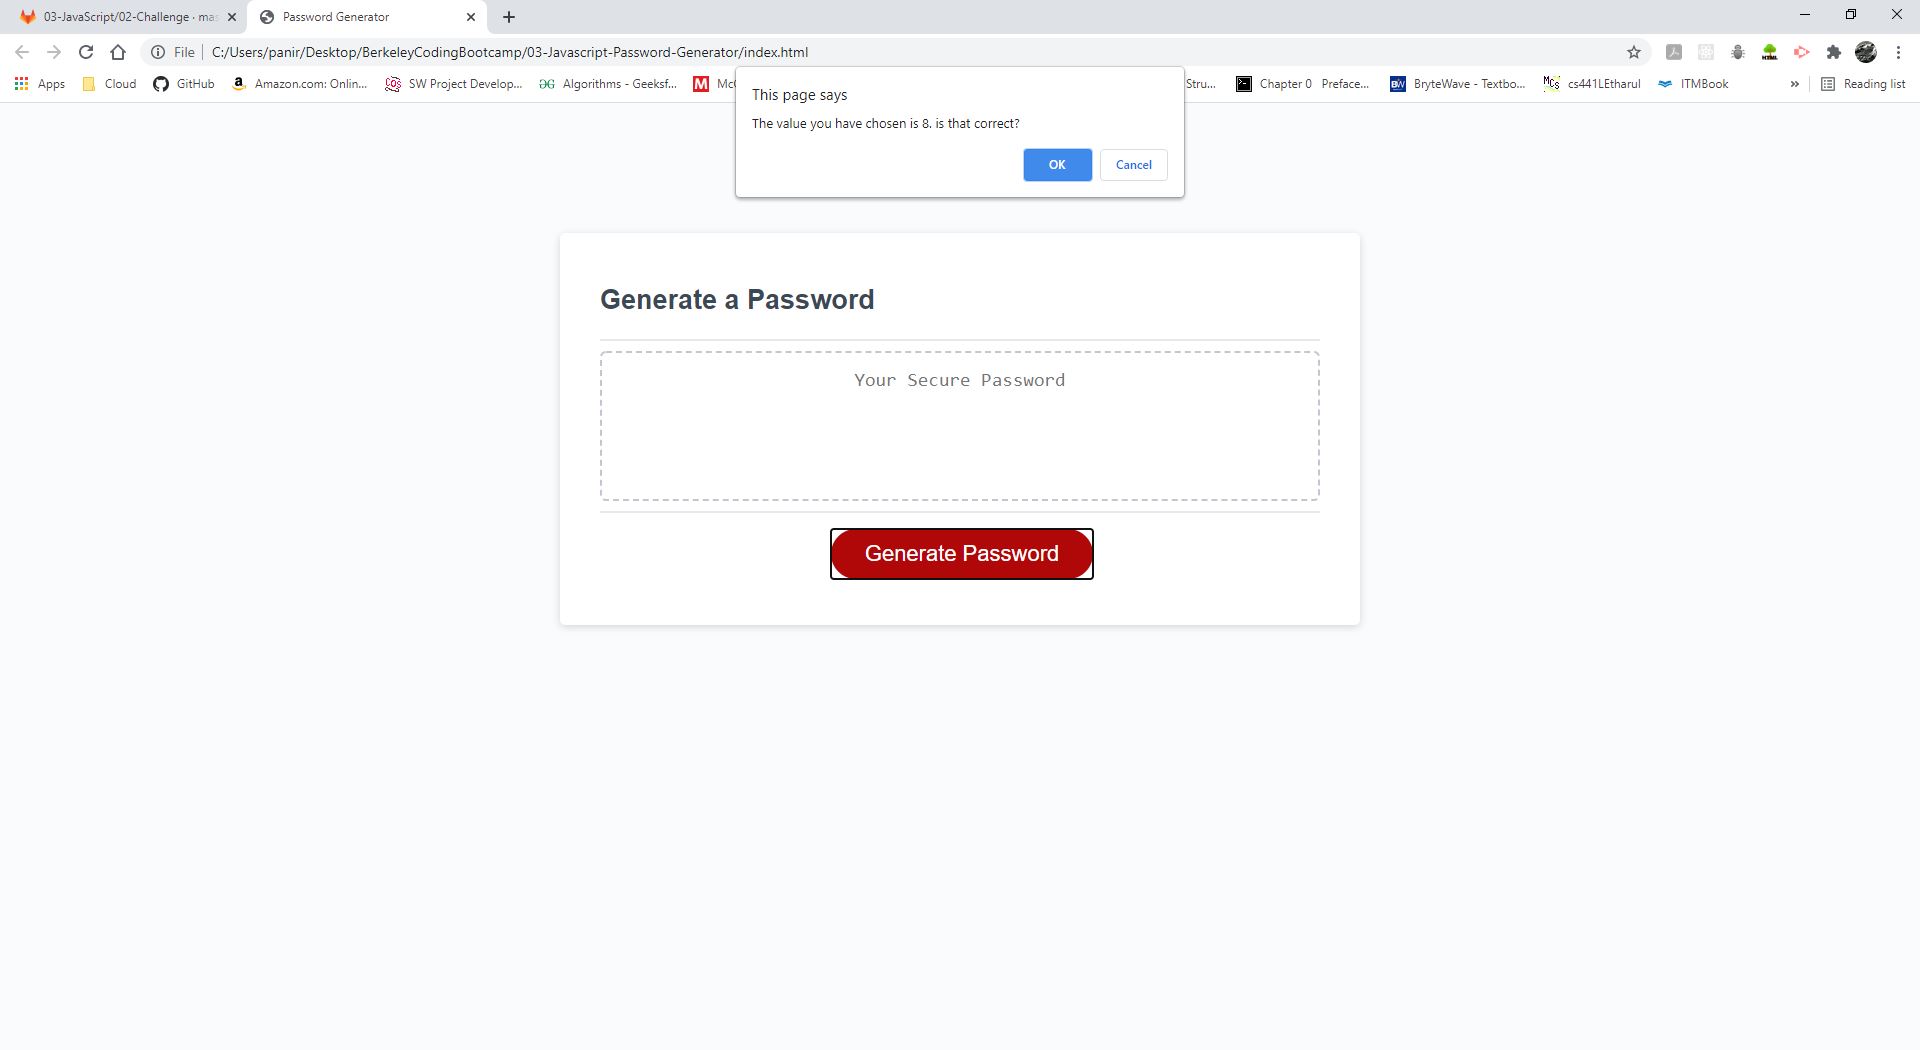 03-JavaScript/02-Challenge · mas
Password Generator
File
C:/Users/panir/Desktop/BerkeleyCodingBootcamp/03-Javascript-Password-Generator/index.html
Apps
Cloud
GitHub
Amazon.com: Onlin...
SW Project Develop...
Algorithms - Geeksf...
McG
Stru...
Chapter 0 Preface...
BryteWave - Textbo...
cs441LEtharul
ITMBook
»
Reading list
This page says
The value you have chosen is 8. is that correct?
OK
Cancel
Generate a Password
Your Secure Password
Generate Password